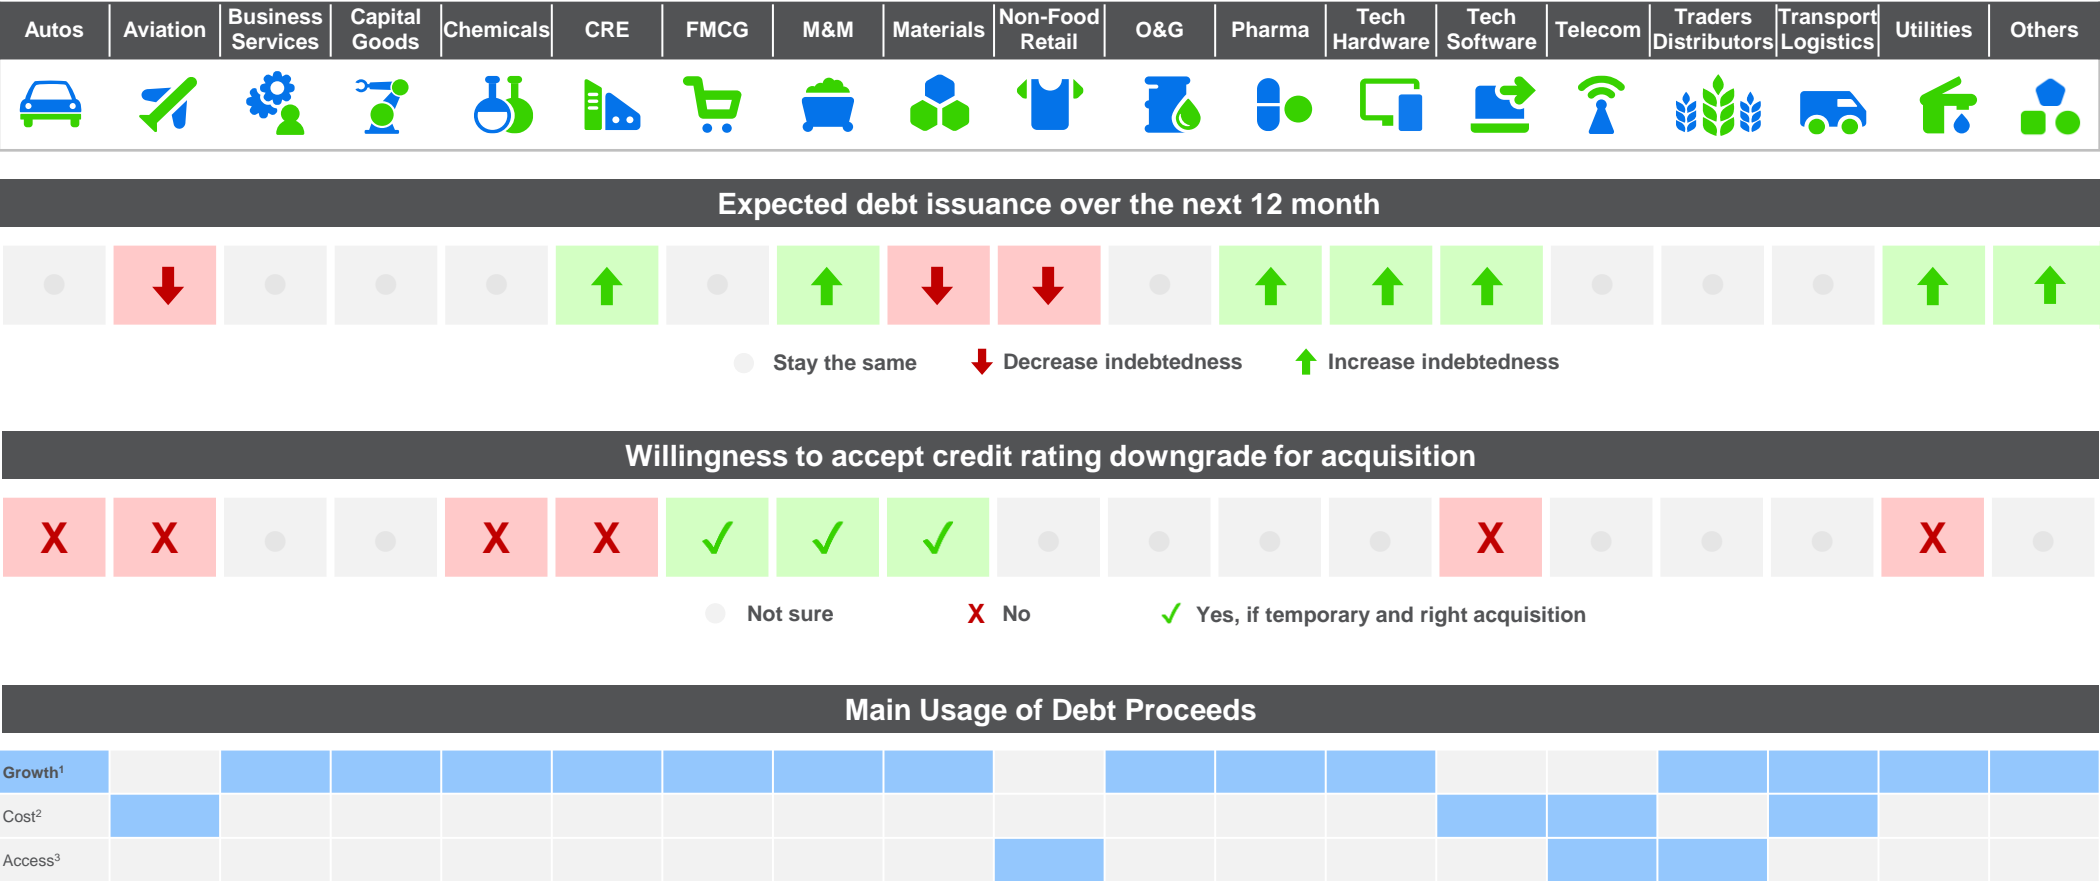 Autos
Aviation
Business
Services
Capital
Goods
Chemicals
CRE
FMCG
M&M
Materials
Non-Food
Retail
O&G
Pharma
Tech
Hardware
Tech
Software
Telecom
Traders
Distributors
Transport
Logistics
Utilities
Others
Expected debt issuance over the next 12 month
Stay the same
Decrease indebtedness
Increase indebtedness
Willingness to accept credit rating downgrade for acquisition
X X X X ✓ ✓ ✓ X X
Not sure
X No
✓ Yes, if temporary and right acquisition
Main Usage of Debt Proceeds
Growth¹
Cost²
Access³